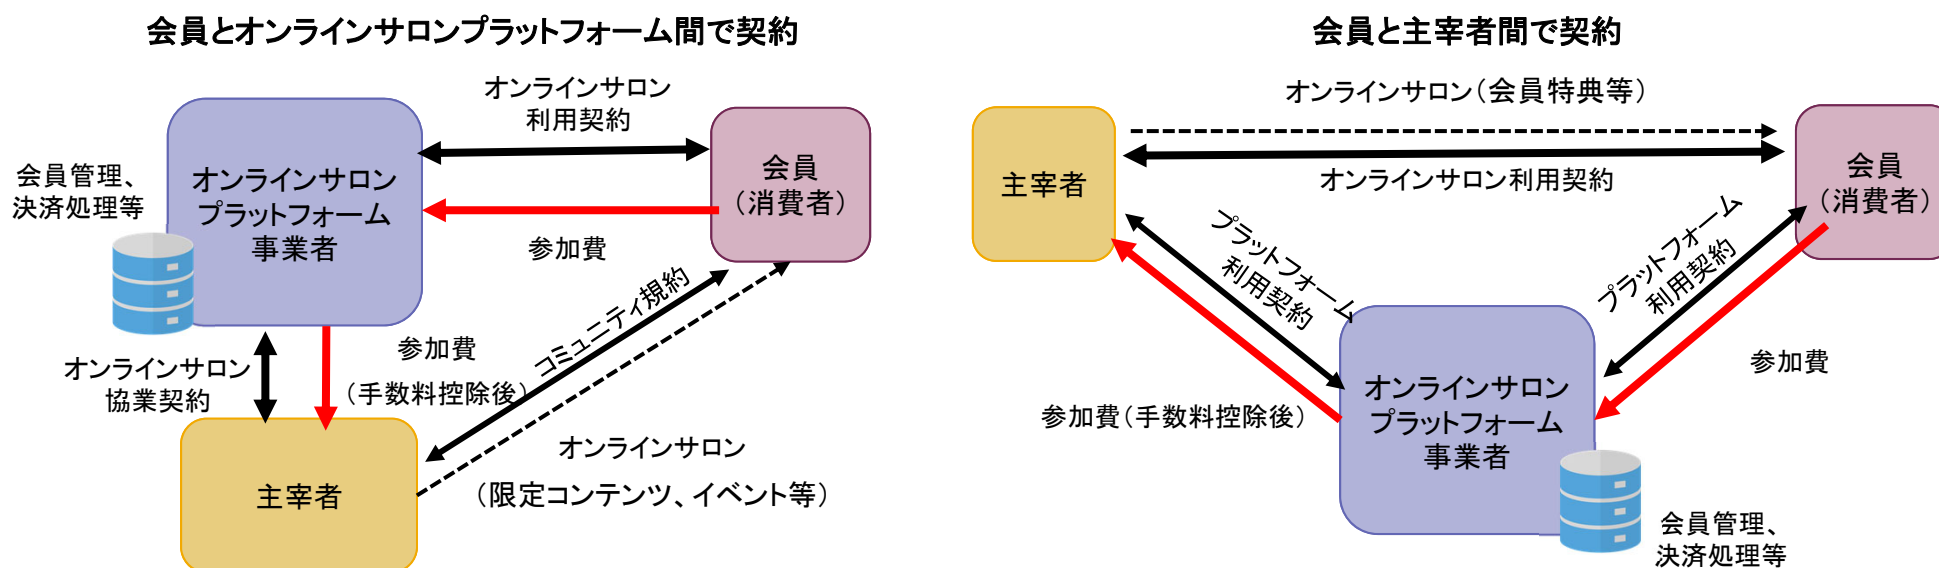 会員とオンラインサロンプラットフォーム間で契約
オンラインサロン
利用契約
会員管理、
決済処理等
オンラインサロン
プラットフォーム
事業者
会員
（消費者）
参加費
コミュニティ規約
参加費
（手数料控除後）
オンラインサロン
協業契約
主宰者
オンラインサロン
（限定コンテンツ、イベント等）
会員と主宰者間で契約
オンラインサロン（会員特典等）
主宰者
オンラインサロン利用契約
会員
（消費者）
プラットフォーム
利用契約
プラットフォーム
利用契約
参加費
参加費（手数料控除後）
オンラインサロン
プラットフォーム
事業者
会員管理、
決済処理等